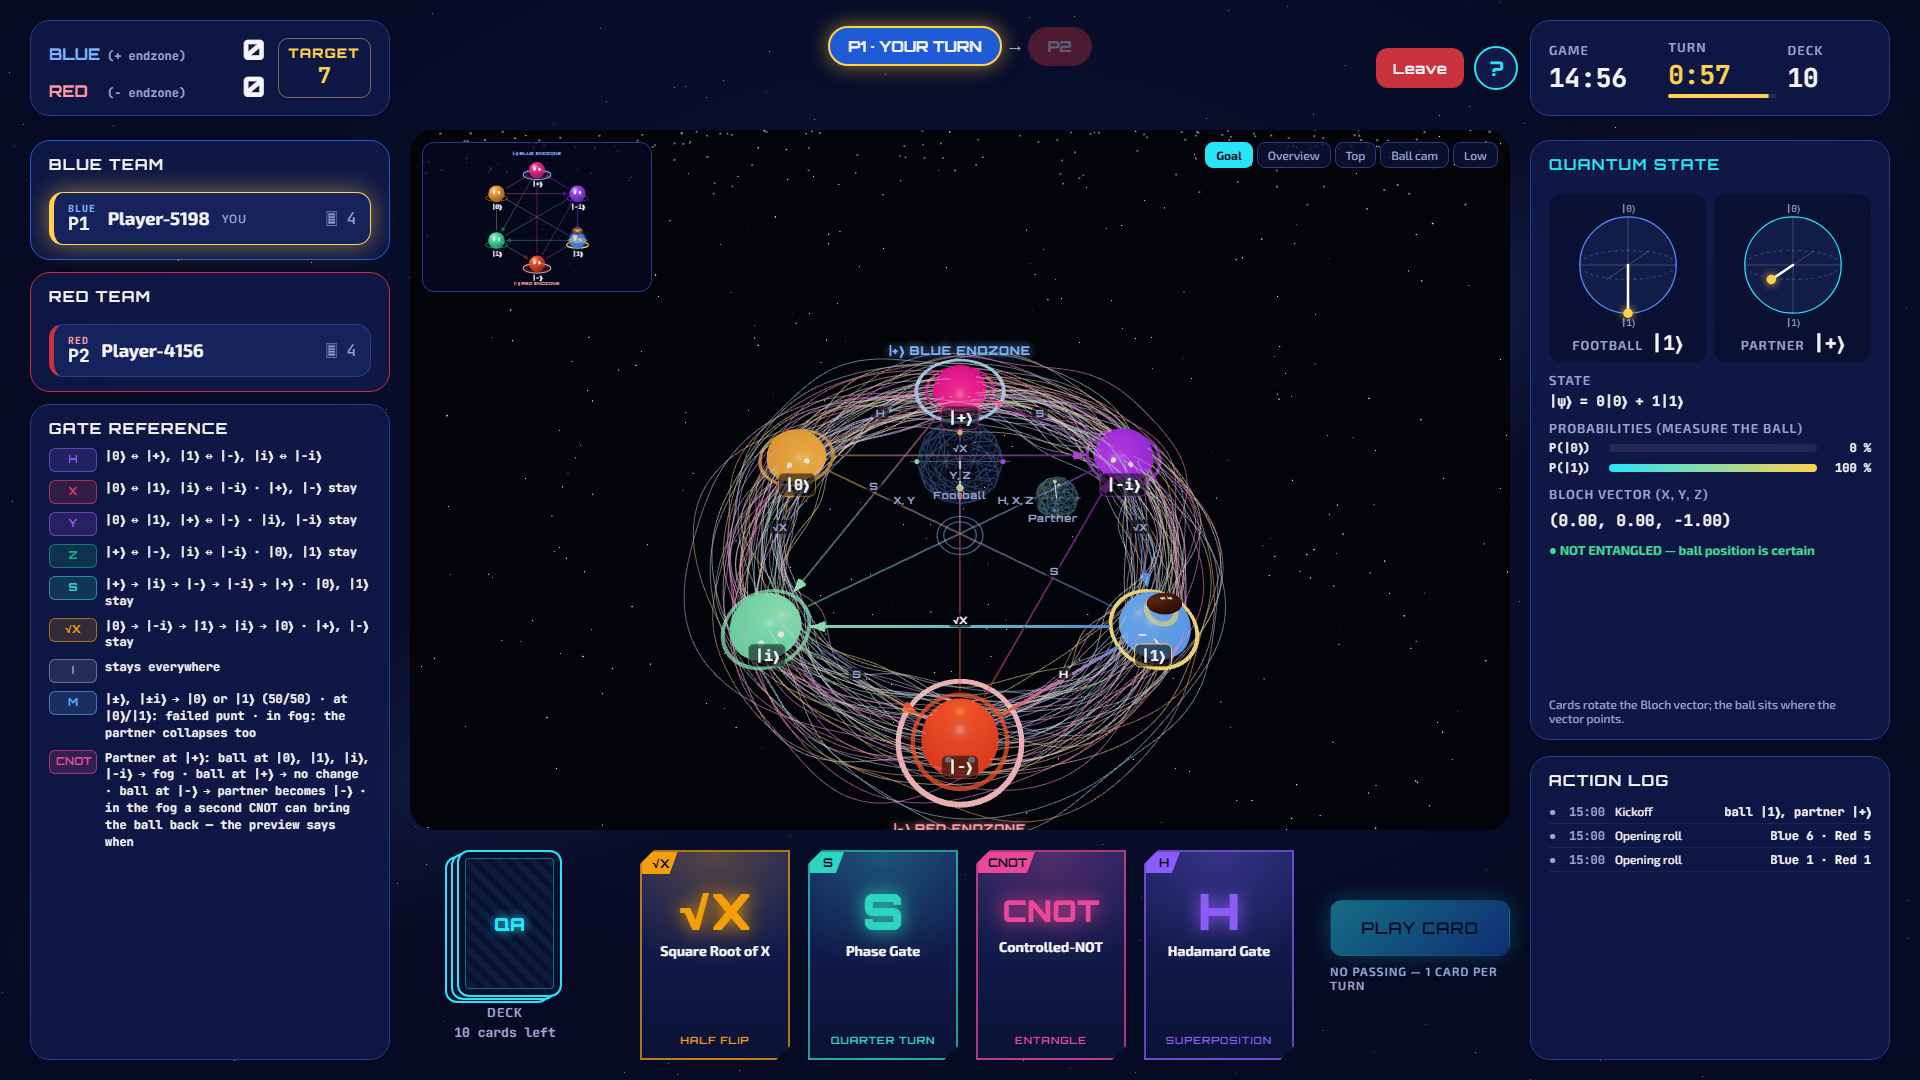 BLUE (+ endzone) 0
RED (- endzone) 0
TARGET
7
P1 · YOUR TURN → P2
Leave
?
GAME
14:56
TURN
0:57
DECK
10
BLUE TEAM
BLUE
P1 Player-5198 YOU 4
RED TEAM
RED
P2 Player-4156 4
GATE REFERENCE
H |0⟩ ↔ |+⟩, |1⟩ ↔ |-⟩, |i⟩ ↔ |-i⟩
X |0⟩ ↔ |1⟩, |i⟩ ↔ |-i⟩ · |+⟩, |-⟩ stay
Y |0⟩ ↔ |1⟩, |+⟩ ↔ |-⟩ · |i⟩, |-i⟩ stay
Z |+⟩ ↔ |-⟩, |i⟩ ↔ |-i⟩ · |0⟩, |1⟩ stay
S |+⟩ → |i⟩ → |-⟩ → |-i⟩ → |+⟩ · |0⟩, |1⟩
stay
√X |0⟩ → |-i⟩ → |1⟩ → |i⟩ → |0⟩ · |+⟩, |-⟩
stay
I stays everywhere
M |±⟩, |±i⟩ → |0⟩ or |1⟩ (50/50) · at
|0⟩/|1⟩: failed punt · in fog: the
partner collapses too
CNOT Partner at |+⟩: ball at |0⟩, |1⟩, |i⟩,
|-i⟩ → fog · ball at |+⟩ → no change
· ball at |-⟩ → partner becomes |-⟩ ·
in the fog a second CNOT can bring
the ball back — the preview says
when
|+⟩ BLUE ENDZONE
|+⟩
|0⟩
|-i⟩
|i⟩
|1⟩
|-⟩
|-⟩ RED ENDZONE
Goal
Overview
Top
Ball cam
Low
|+⟩ BLUE ENDZONE
H
S
|+⟩
√X
Y, Z
Football
|0⟩
|-i⟩
S
X, Y
H, X, Z
Partner
√X
√X
S
√X
|i⟩
|1⟩
S
H
|-⟩
|-⟩ RED ENDZONE
QUANTUM STATE
|0⟩
|1⟩
FOOTBALL |1⟩
|0⟩
|1⟩
PARTNER |+⟩
STATE
|ψ⟩ = 0|0⟩ + 1|1⟩
PROBABILITIES (MEASURE THE BALL)
P(|0⟩) 0 %
P(|1⟩) 100 %
BLOCH VECTOR (X, Y, Z)
(0.00, 0.00, -1.00)
● NOT ENTANGLED — ball position is certain
Cards rotate the Bloch vector; the ball sits where the
vector points.
ACTION LOG
● 15:00 Kickoff ball |1⟩, partner |+⟩
● 15:00 Opening roll Blue 6 · Red 5
● 15:00 Opening roll Blue 1 · Red 1
QA
DECK
10 cards left
√X
√X
Square Root of X
HALF FLIP
S
S
Phase Gate
QUARTER TURN
CNOT
CNOT
Controlled-NOT
ENTANGLE
H
H
Hadamard Gate
SUPERPOSITION
PLAY CARD
NO PASSING — 1 CARD PER
TURN